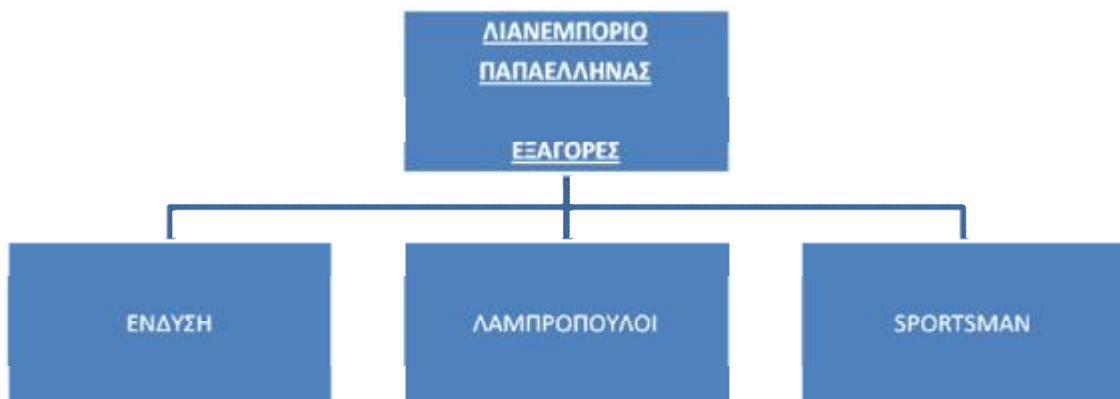 ΛΙΑΝΕΜΠΟΡΙΟ
ΠΑΠΑΕΛΛΗΝΑΣ
ΕΞΑΓΟΡΕΣ
ΕΝΔΥΣΗ
ΛΑΜΠΡΟΠΟΥΛΟΙ
SPORTSMAN